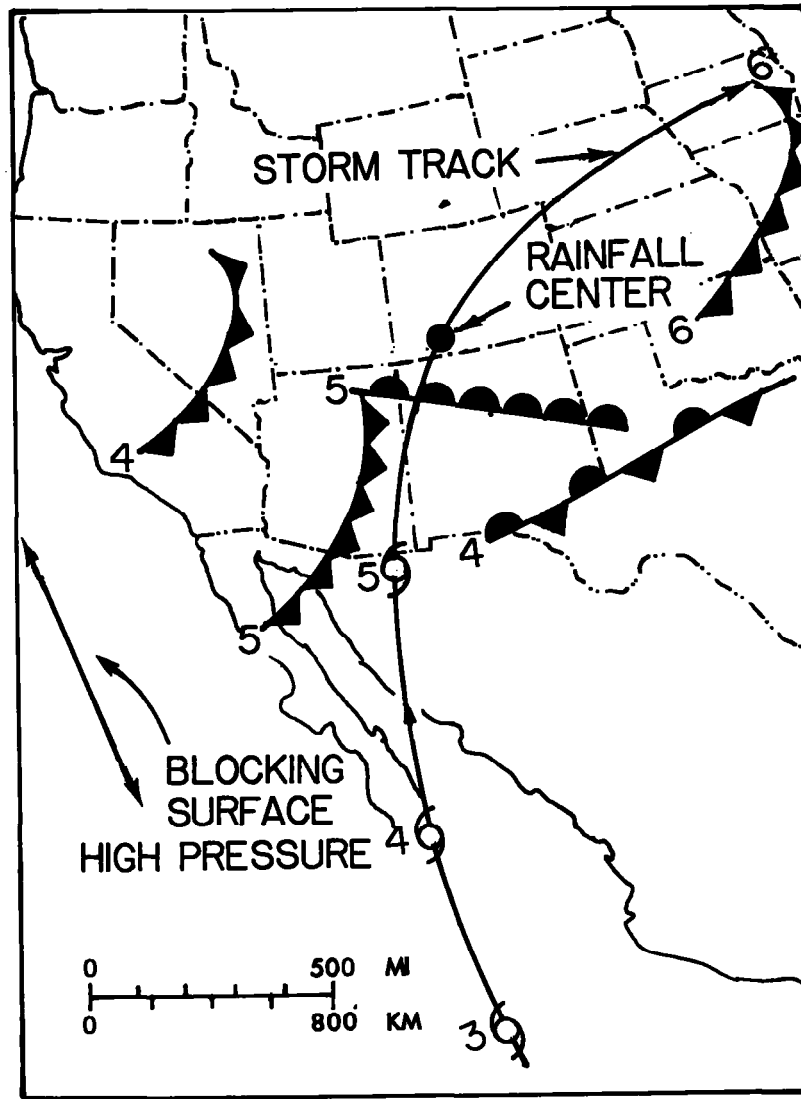 6
STORM TRACK
RAINFALL
CENTER
6
5
4
4
5
5
BLOCKING
SURFACE
HIGH PRESSURE
4
0 500 MI
0 800 KM
3